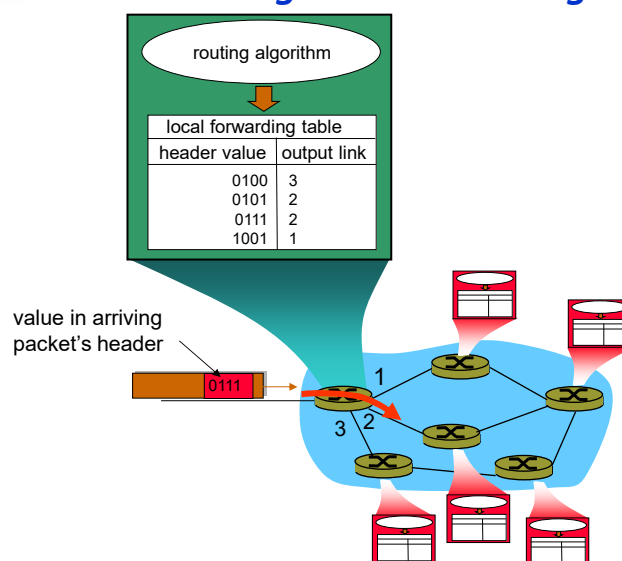 routing algorithm
local forwarding table
header value output link
0100 3
0101 2
0111 2
1001 1
value in arriving
packet's header
0111
1
2
3